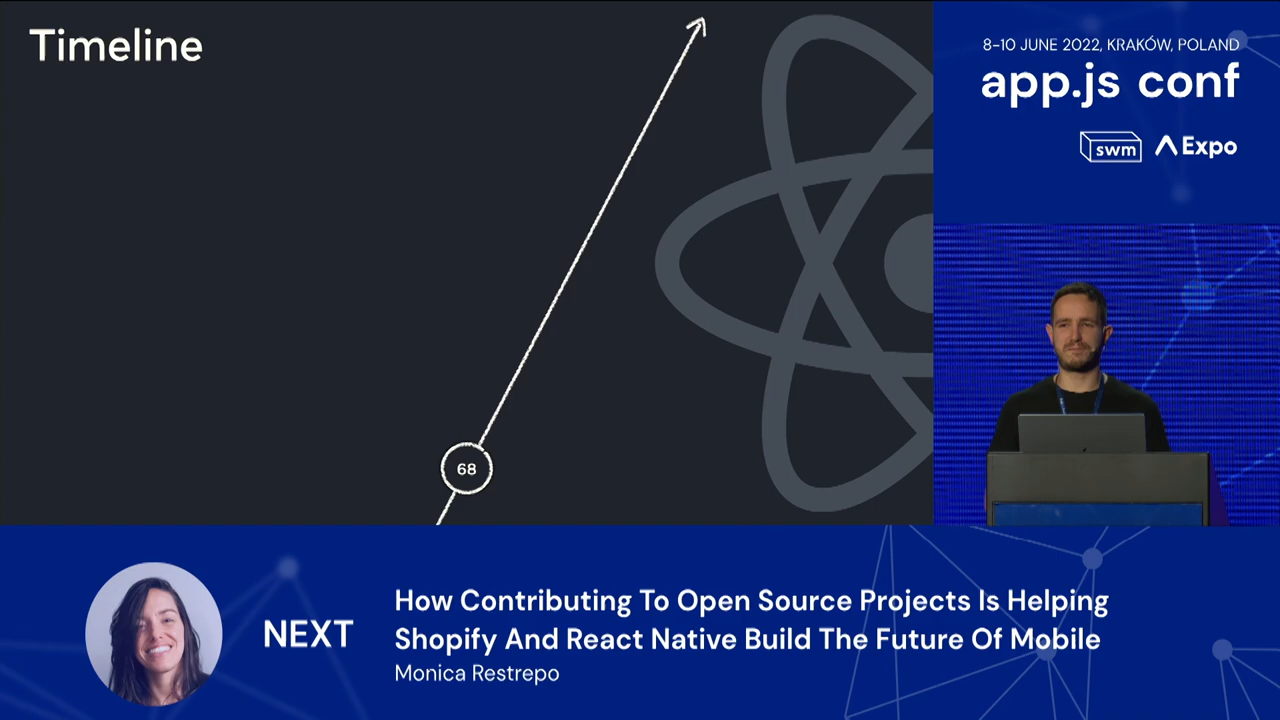 Timeline
68
8–10 JUNE 2022, KRAKÓW, POLAND
app.js conf
swm Expo
NEXT
How Contributing To Open Source Projects Is Helping
Shopify And React Native Build The Future Of Mobile
Monica Restrepo